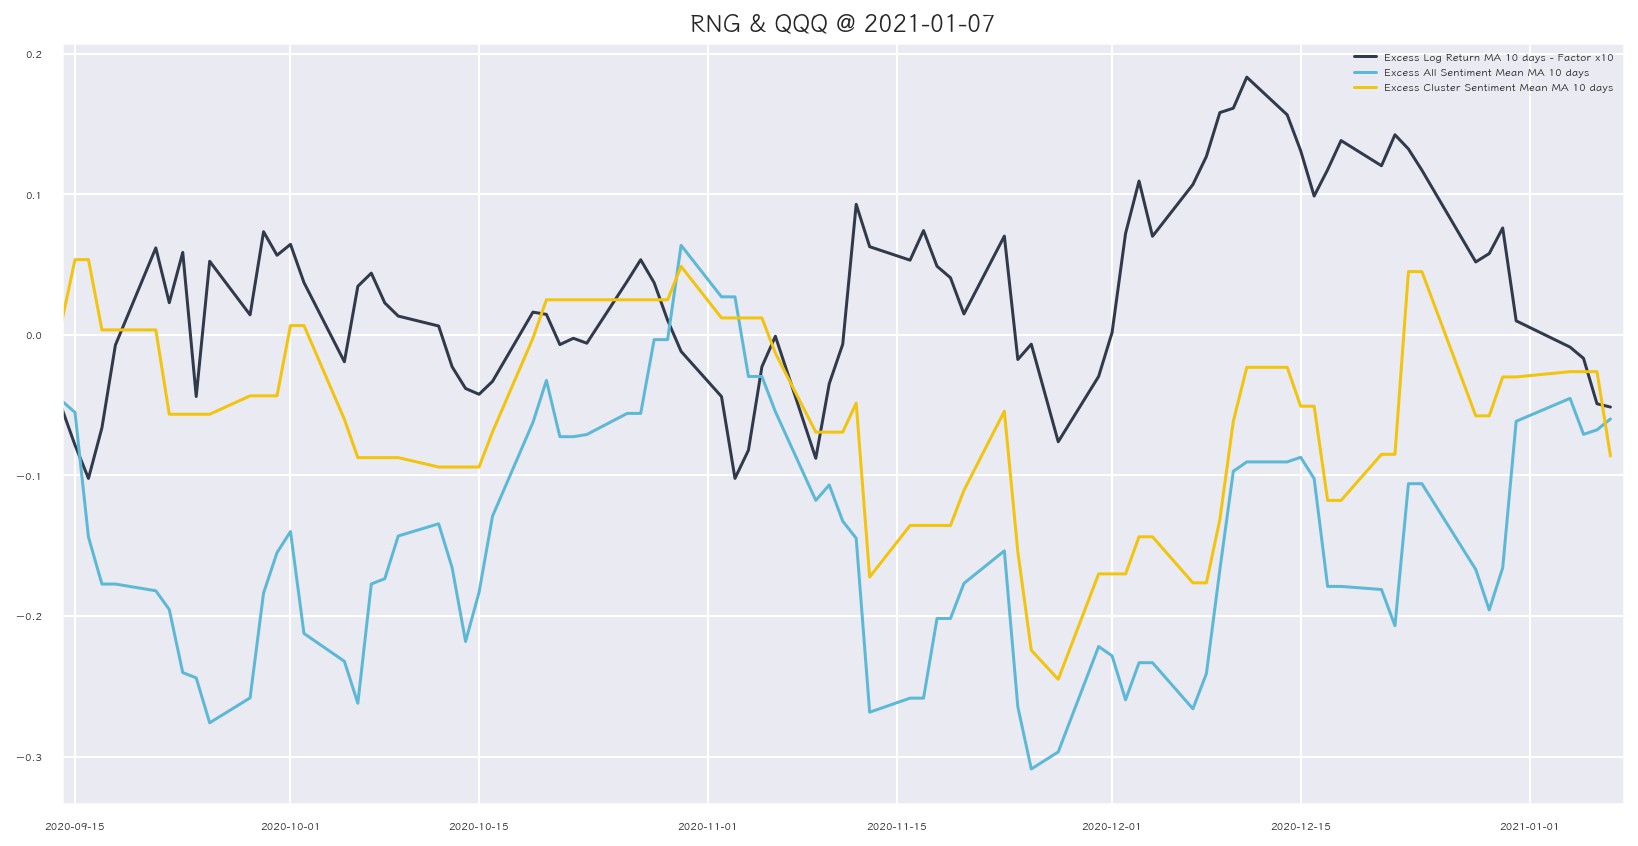 RNG & QQQ @ 2021-01-07
Excess Log Return MA 10 days - Factor x10
Excess All Sentiment Mean MA 10 days
Excess Cluster Sentiment Mean MA 10 days
0.2
0.1
0.0
−0.1
−0.2
−0.3
2020-09-15 2020-10-01 2020-10-15 2020-11-01 2020-11-15 2020-12-01 2020-12-15 2021-01-01